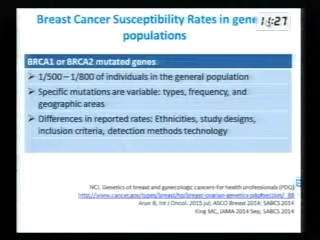 Breast Cancer Susceptibility Rates in gene
14:27
populations
BRCA1 or BRCA2 mutated genes
➢ 1/500 – 1/800 of individuals in the general population
➢ Specific mutations are variable: types, frequency, and
geographic areas
➢ Differences in reported rates: Ethnicities, study designs,
inclusion criteria, detection methods technology
NCI, Genetics of breast and gynecologic cancers-for health professionals (PDQ)
Arun B, Int J Oncol. 2015 Jul; ASCO Breast 2014; SABCS 2014
King MC, JAMA 2014 Sep; SABCS 2014